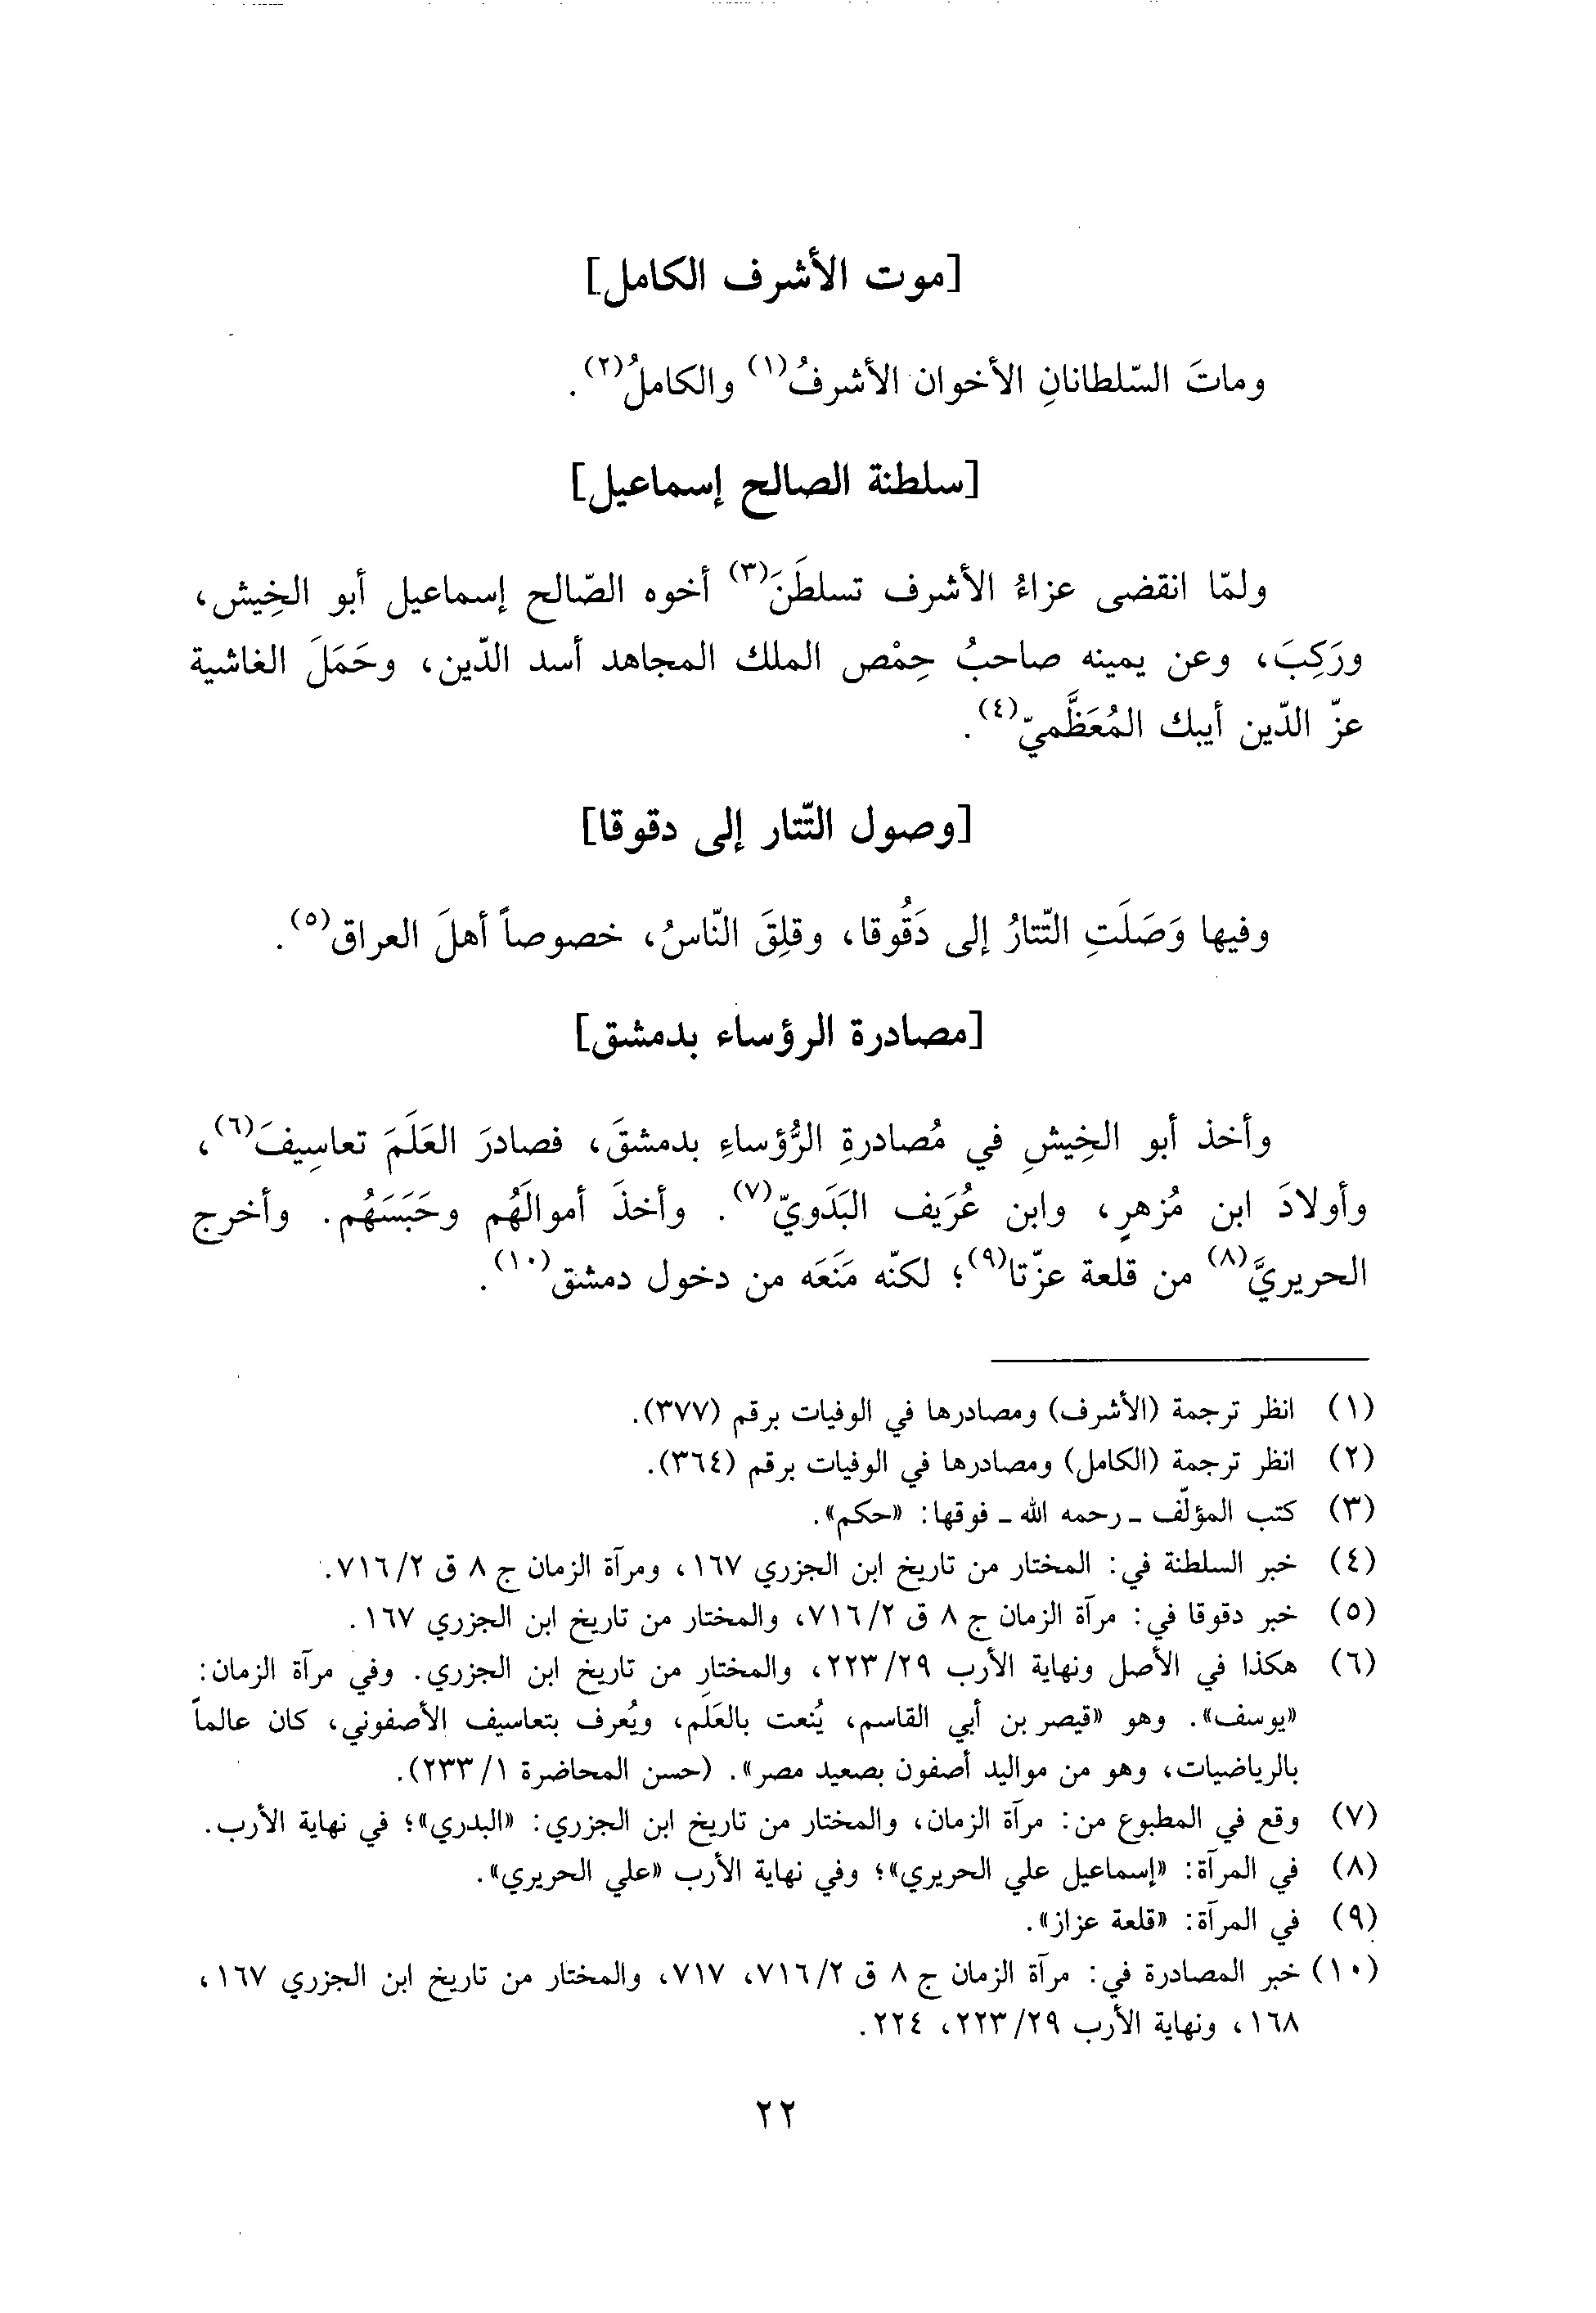 [موت الأشرف الكامل]
وماتَ السّلطانانِ الأخوان الأشرفُ(١) والكاملُ(٢).
[سلطنة الصالح إسماعيل]
ولمّا انقضى عزاءُ الأشرف تسلطَنَ(٣) أخوه الصّالح إسماعيل أبو الخِيش،
ورَكِبَ، وعن يمينه صاحبُ حِمْص الملك المجاهد أسد الدّين، وحَمَلَ الغاشية
عزّ الدّين أيبك المُعَظَّميّ(٤).
[وصول التّتار إلى دقوقا]
وفيها وَصَلَتِ التّتارُ إلى دَقُوقا، وقلِقَ النّاسُ، خصوصاً أهلَ العراق(٥).
[مصادرة الرؤساء بدمشق]
وأخذ أبو الخِيشِ في مُصادرةِ الرُّؤساءِ بدمشقَ، فصادرَ العَلَمَ تعاسِيفَ(٦)،
وأولادَ ابن مُزهرٍ، وابن عُرَيف البَدَويّ(٧). وأخذَ أموالَهُم وحَبَسَهُم. وأخرج
الحريريَّ(٨) من قلعة عزّتا(٩)؛ لكنّه مَنَعَه من دخول دمشق(١٠).
(١) انظر ترجمة (الأشرف) ومصادرها في الوفيات برقم (٣٧٧).
(٢) انظر ترجمة (الكامل) ومصادرها في الوفيات برقم (٣٦٤).
(٣) كتب المؤلّف ـ رحمه الله ـ فوقها: «حكم».
(٤) خبر السلطنة في: المختار من تاريخ ابن الجزري ١٦٧، ومرآة الزمان ج ٨ ق ٢/ ٧١٦.
(٥) خبر دقوقا في: مرآة الزمان ج ٨ ق ٢/ ٧١٦، والمختار من تاريخ ابن الجزري ١٦٧.
(٦) هكذا في الأصل ونهاية الأرب ٢٩/ ٢٢٣، والمختار من تاريخ ابن الجزري. وفي مرآة الزمان:
«يوسف». وهو «قيصر بن أبي القاسم، يُنعت بالعَلَم، ويُعرف بتعاسيف الأصفوني، كان عالماً
بالرياضيات، وهو من مواليد أصفون بصعيد مصر». (حسن المحاضرة ١/ ٢٣٣).
(٧) وقع في المطبوع من: مرآة الزمان، والمختار من تاريخ ابن الجزري: «البدري»؛ في نهاية الأرب.
(٨) في المرآة: «إسماعيل علي الحريري»؛ وفي نهاية الأرب «علي الحريري».
(٩) في المرآة: «قلعة عزاز».
(١٠) خبر المصادرة في: مرآة الزمان ج ٨ ق ٢/ ٧١٦، ٧١٧، والمختار من تاريخ ابن الجزري ١٦٧،
١٦٨، ونهاية الأرب ٢٩/ ٢٢٣، ٢٢٤.
٢٢